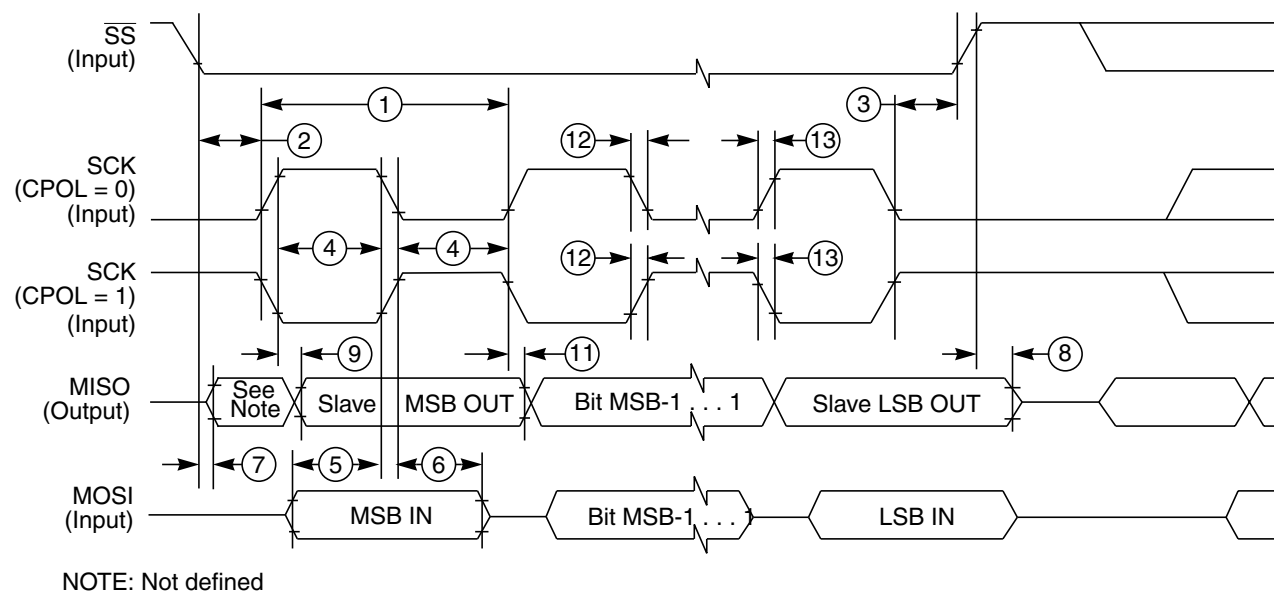 SS
(Input)
1
3
2
12
13
SCK
(CPOL = 0)
(Input)
4
4
SCK
(CPOL = 1)
(Input)
12
13
9
11
8
MISO
(Output)
See
Note
Slave
MSB OUT
Bit MSB-1 . . . 1
Slave LSB OUT
7
5
6
MOSI
(Input)
MSB IN
Bit MSB-1 . . . 1
LSB IN
NOTE: Not defined